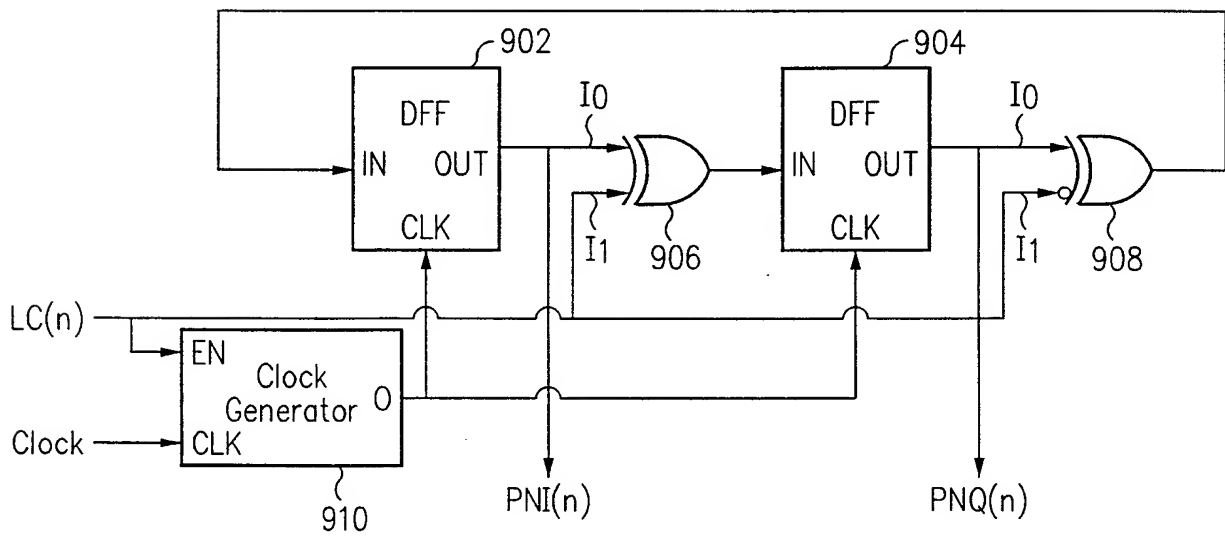 902
904
DFF
IN
OUT
CLK
I0
I1
906
DFF
IN
OUT
CLK
I0
I1
908
LC(n)
EN
Clock
Generator
O
Clock
CLK
910
PNI(n)
PNQ(n)